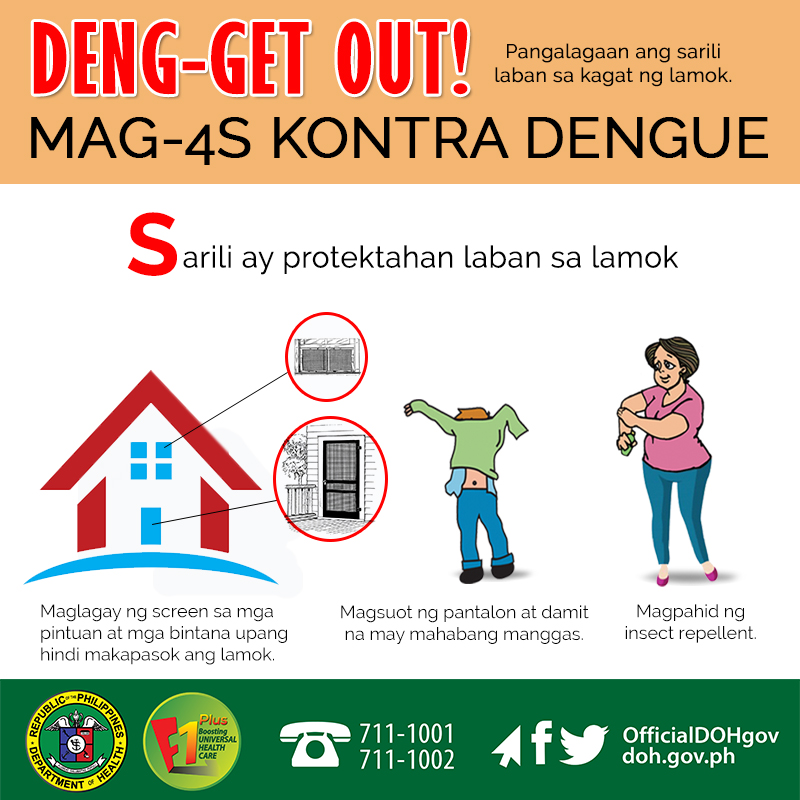 DENG-GET OUT!
Pangalagaan ang sarili
laban sa kagat ng lamok.
MAG-4S KONTRA DENGUE
Sarili ay protektahan laban sa lamok
Maglagay ng screen sa mga
pintuan at mga bintana upang
hindi makapasok ang lamok.
Magsuot ng pantalon at damit
na may mahabang manggas.
Magpahid ng
insect repellent.
REPUBLIC OF THE PHILIPPINES
DEPARTMENT OF HEALTH
F1 Plus
Boosting
UNIVERSAL
HEALTH
CARE
711-1001
711-1002
OfficialDOHgov
doh.gov.ph